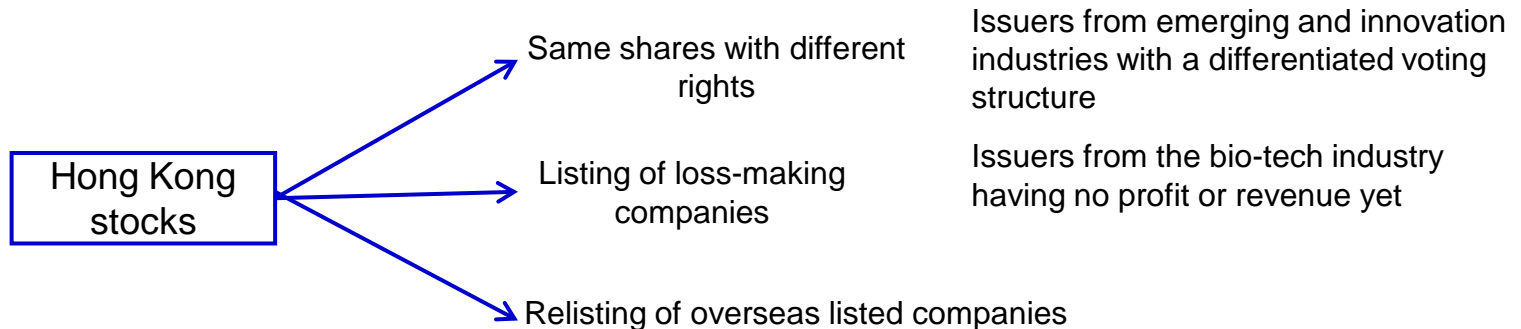 Hong Kong
stocks
Same shares with different
rights
Issuers from emerging and innovation
industries with a differentiated voting
structure
Listing of loss-making
companies
Issuers from the bio-tech industry
having no profit or revenue yet
Relisting of overseas listed companies